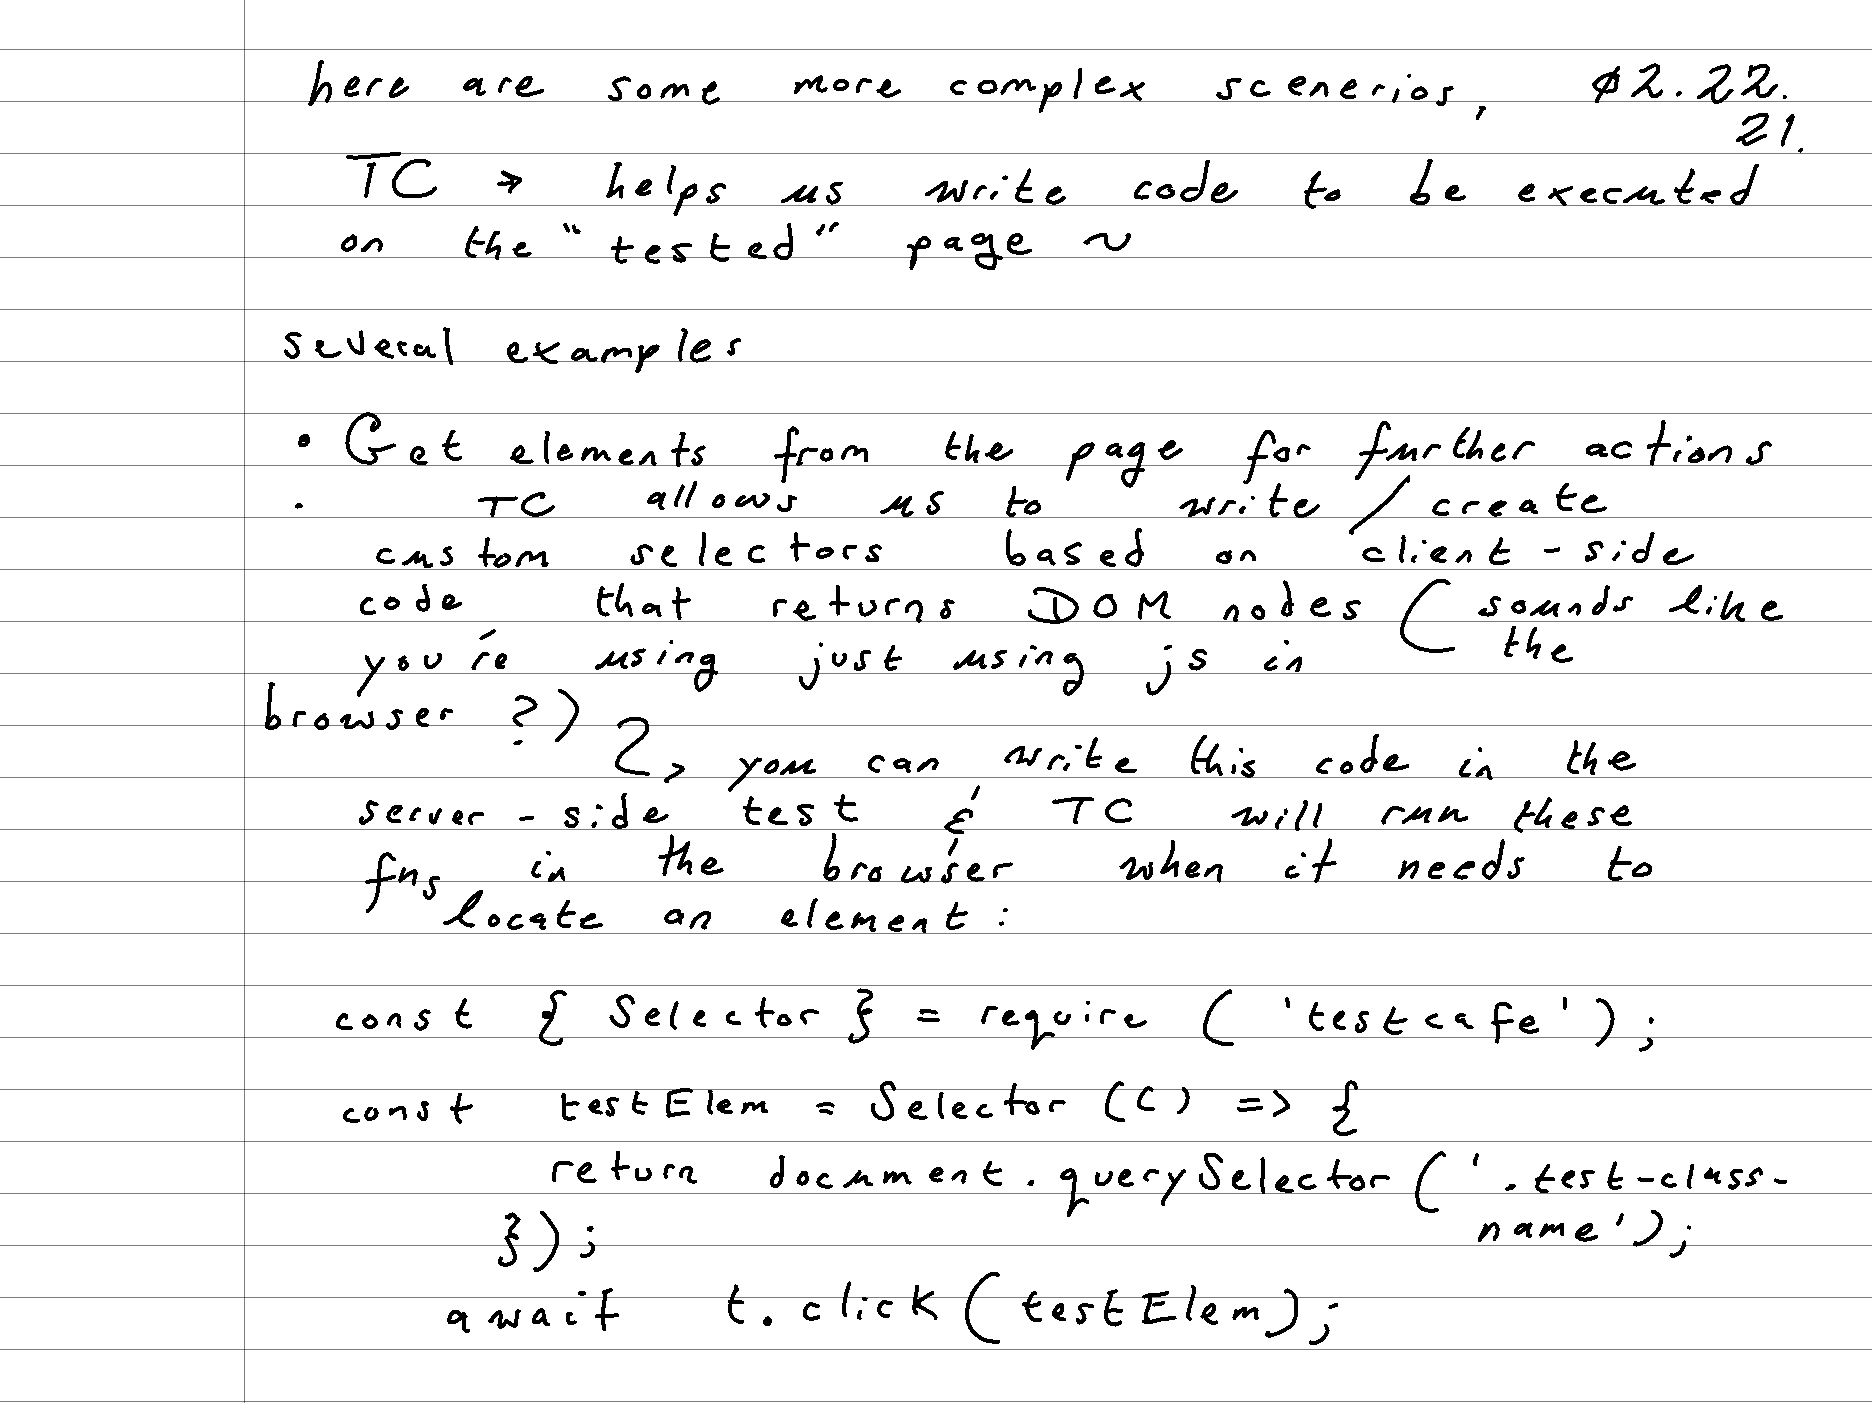 here are some more complex scenerios, 02.22.
21.
TC → helps us write code to be executed
on the "tested" page ~
several examples
• Get elements from the page for further actions
• TC allows us to write / create
custom selectors based on client-side
code that returns DOM nodes ( sounds like
the
you're using just using js in
browser ?)
↳ you can write this code in the
server-side test & TC will run these
fns in the browser when it needs to
locate an element :
const { Selector } = require ( 'testcafe' ) ;
const testElem = Selector (() => {
return document.querySelector( '.test-class-
name' );
});
await t.click( testElem );